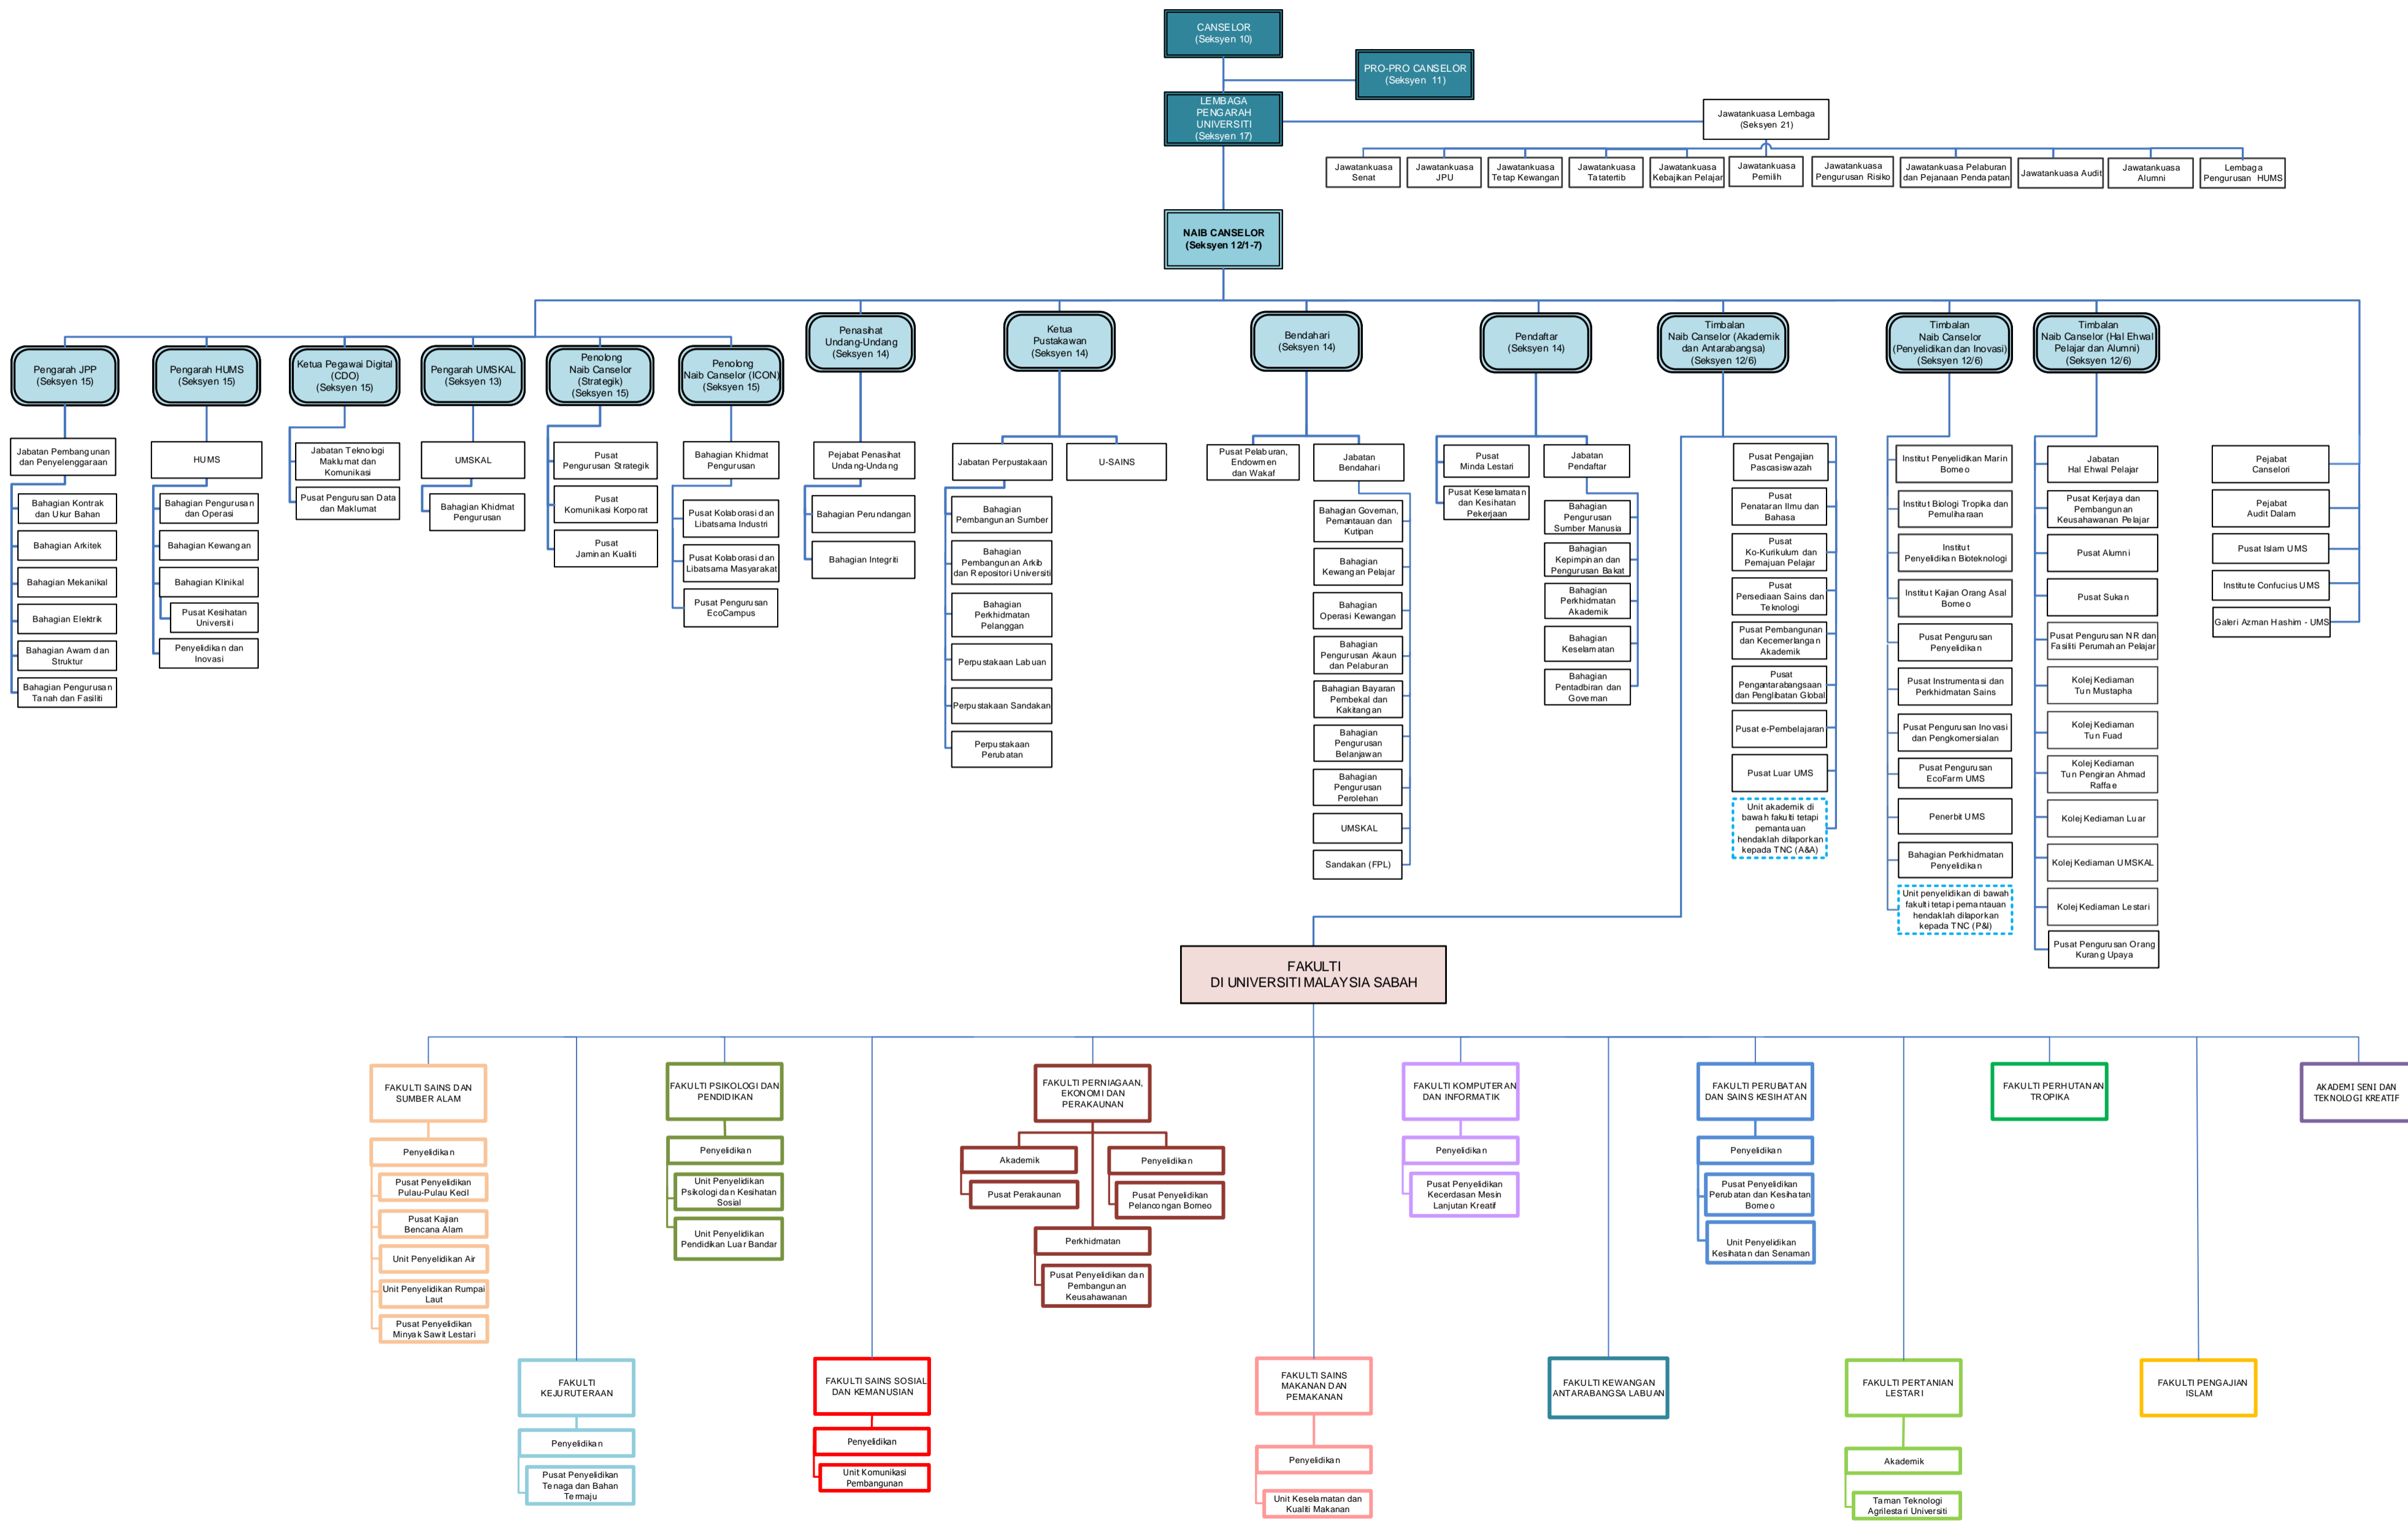 CANSELOR
(Seksyen 10)
PRO-PRO CANSELOR
(Seksyen 11)
LEMBAGA
PENGARAH
UNIVERSITI
(Seksyen 17)
Jawatankuasa Lembaga
(Seksyen 21)
Jawatankuasa
Senat
Jawatankuasa
JPU
Jawatankuasa
Tetap Kewangan
Jawatankuasa
Tatatertib
Jawatankuasa
Kebajikan Pelajar
Jawatankuasa
Pemilih
Jawatankuasa
Pengurusan Risiko
Jawatankuasa Pelaburan
dan Pejanaan Pendapatan
Jawatankuasa Audit
Jawatankuasa
Alumni
Lembaga
Pengurusan HUMS
NAIB CANSELOR
(Seksyen 12/1-7)
Pengarah JPP
(Seksyen 15)
Pengarah HUMS
(Seksyen 15)
Ketua Pegawai Digital
(CDO)
(Seksyen 15)
Pengarah UMSKAL
(Seksyen 13)
Penolong
Naib Canselor
(Strategik)
(Seksyen 15)
Penolong
Naib Canselor (ICON)
(Seksyen 15)
Penasihat
Undang-Undang
(Seksyen 14)
Ketua
Pustakawan
(Seksyen 14)
Bendahari
(Seksyen 14)
Pendaftar
(Seksyen 14)
Timbalan
Naib Canselor (Akademik
dan Antarabangsa)
(Seksyen 12/6)
Timbalan
Naib Canselor
(Penyelidikan dan Inovasi)
(Seksyen 12/6)
Timbalan
Naib Canselor (Hal Ehwal
Pelajar dan Alumni)
(Seksyen 12/6)
Jabatan Pembangunan
dan Penyelenggaraan
Bahagian Kontrak
dan Ukur Bahan
Bahagian Arkitek
Bahagian Mekanikal
Bahagian Elektrik
Bahagian Awam dan
Struktur
Bahagian Pengurusan
Tanah dan Fasiliti
HUMS
Bahagian Pengurusan
dan Operasi
Bahagian Kewangan
Bahagian Klinikal
Pusat Kesihatan
Universiti
Penyelidikan dan
Inovasi
Jabatan Teknologi
Maklumat dan
Komunikasi
Pusat Pengurusan Data
dan Maklumat
UMSKAL
Bahagian Khidmat
Pengurusan
Pusat
Pengurusan Strategik
Pusat
Komunikasi Korporat
Pusat
Jaminan Kualiti
Bahagian Khidmat
Pengurusan
Pusat Kolaborasi dan
Libatsama Industri
Pusat Kolaborasi dan
Libatsama Masyarakat
Pusat Pengurusan
EcoCampus
Pejabat Penasihat
Undang-Undang
Bahagian Perundangan
Bahagian Integriti
Jabatan Perpustakaan
Bahagian
Pembangunan Sumber
Bahagian
Pembangunan Arkib
dan Repositori Universiti
Bahagian
Perkhidmatan
Pelanggan
Perpustakaan Labuan
Perpustakaan Sandakan
Perpustakaan
Perubatan
U-SAINS
Pusat Pelaburan,
Endowmen
dan Wakaf
Jabatan
Bendahari
Bahagian Governan,
Pemantauan dan
Kutipan
Bahagian
Kewangan Pelajar
Bahagian
Operasi Kewangan
Bahagian
Pengurusan Akaun
dan Pelaburan
Bahagian Bayaran
Pembekal dan
Kakitangan
Bahagian
Pengurusan
Belanjawan
Bahagian
Pengurusan
Perolehan
UMSKAL
Sandakan (FPL)
Pusat
Minda Lestari
Pusat Keselamatan
dan Kesihatan
Pekerjaan
Jabatan
Pendaftar
Bahagian
Pengurusan
Sumber Manusia
Bahagian
Kepimpinan dan
Pengurusan Bakat
Bahagian
Perkhidmatan
Akademik
Bahagian
Keselamatan
Bahagian
Pentadbiran dan
Governan
Pusat Pengajian
Pascasiswazah
Pusat
Penataran Ilmu dan
Bahasa
Pusat
Ko-Kurikulum dan
Pemajuan Pelajar
Pusat
Persediaan Sains dan
Teknologi
Pusat Pembangunan
dan Kecemerlangan
Akademik
Pusat
Pengantarabangsaan
dan Penglibatan Global
Pusat e-Pembelajaran
Pusat Luar UMS
Unit akademik di
bawah fakulti tetapi
pemantauan
hendaklah dilaporkan
kepada TNC (A&A)
Institut Penyelidikan Marin
Borneo
Institut Biologi Tropika dan
Pemuliharaan
Institut
Penyelidikan Bioteknologi
Institut Kajian Orang Asal
Borneo
Pusat Pengurusan
Penyelidikan
Pusat Instrumentasi dan
Perkhidmatan Sains
Pusat Pengurusan Inovasi
dan Pengkomersialan
Pusat Pengurusan
EcoFarm UMS
Penerbit UMS
Bahagian Perkhidmatan
Penyelidikan
Unit penyelidikan di bawah
fakulti tetapi pemantauan
hendaklah dilaporkan
kepada TNC (P&I)
Jabatan
Hal Ehwal Pelajar
Pusat Kerjaya dan
Pembangunan
Keusahawanan Pelajar
Pusat Alumni
Pusat Sukan
Pusat Pengurusan NR dan
Fasiliti Perumahan Pelajar
Kolej Kediaman
Tun Mustapha
Kolej Kediaman
Tun Fuad
Kolej Kediaman
Tun Pengiran Ahmad
Raffae
Kolej Kediaman Luar
Kolej Kediaman UMSKAL
Kolej Kediaman Lestari
Pusat Pengurusan Orang
Kurang Upaya
Pejabat
Canselori
Pejabat
Audit Dalam
Pusat Islam UMS
Institute Confucius UMS
Galeri Azman Hashim - UMS
FAKULTI
DI UNIVERSITI MALAYSIA SABAH
FAKULTI SAINS DAN
SUMBER ALAM
Penyelidikan
Pusat Penyelidikan
Pulau-Pulau Kecil
Pusat Kajian
Bencana Alam
Unit Penyelidikan Air
Unit Penyelidikan Rumpai
Laut
Pusat Penyelidikan
Minyak Sawit Lestari
FAKULTI PSIKOLOGI DAN
PENDIDIKAN
Penyelidikan
Unit Penyelidikan
Psikologi dan Kesihatan
Sosial
Unit Penyelidikan
Pendidikan Luar Bandar
FAKULTI PERNIAGAAN,
EKONOMI DAN
PERAKAUNAN
Akademik
Pusat Perakaunan
Penyelidikan
Pusat Penyelidikan
Pelancongan Borneo
Perkhidmatan
Pusat Penyelidikan dan
Pembangunan
Keusahawanan
FAKULTI KOMPUTERAN
DAN INFORMATIK
Penyelidikan
Pusat Penyelidikan
Kecerdasan Mesin
Lanjutan Kreatif
FAKULTI PERUBATAN
DAN SAINS KESIHATAN
Penyelidikan
Pusat Penyelidikan
Perubatan dan Kesihatan
Borneo
Unit Penyelidikan
Kesihatan dan Senaman
FAKULTI PERHUTANAN
TROPIKA
AKADEMI SENI DAN
TEKNOLOGI KREATIF
FAKULTI
KEJURUTERAAN
Penyelidikan
Pusat Penyelidikan
Tenaga dan Bahan
Termaju
FAKULTI SAINS SOSIAL
DAN KEMANUSIAN
Penyelidikan
Unit Komunikasi
Pembangunan
FAKULTI SAINS
MAKANAN DAN
PEMAKANAN
Penyelidikan
Unit Keselamatan dan
Kualiti Makanan
FAKULTI KEWANGAN
ANTARABANGSA LABUAN
FAKULTI PERTANIAN
LESTARI
Akademik
Taman Teknologi
Agrilestari Universiti
FAKULTI PENGAJIAN
ISLAM